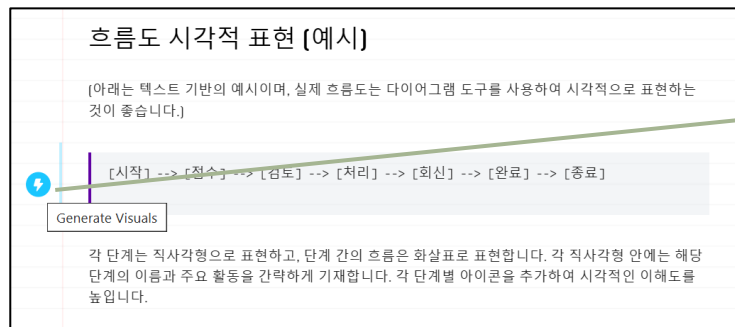 흐름도 시각적 표현 (예시)
(아래는 텍스트 기반의 예시이며, 실제 흐름도는 다이어그램 도구를 사용하여 시각적으로 표현하는
것이 좋습니다.)
[시작] --> [접수] --> [검토] --> [처리] --> [회신] --> [완료] --> [종료]
Generate Visuals
각 단계는 직사각형으로 표현하고, 단계 간의 흐름은 화살표로 표현합니다. 각 직사각형 안에는 해당
단계의 이름과 주요 활동을 간략하게 기재합니다. 각 단계별 아이콘을 추가하여 시각적인 이해도를
높입니다.